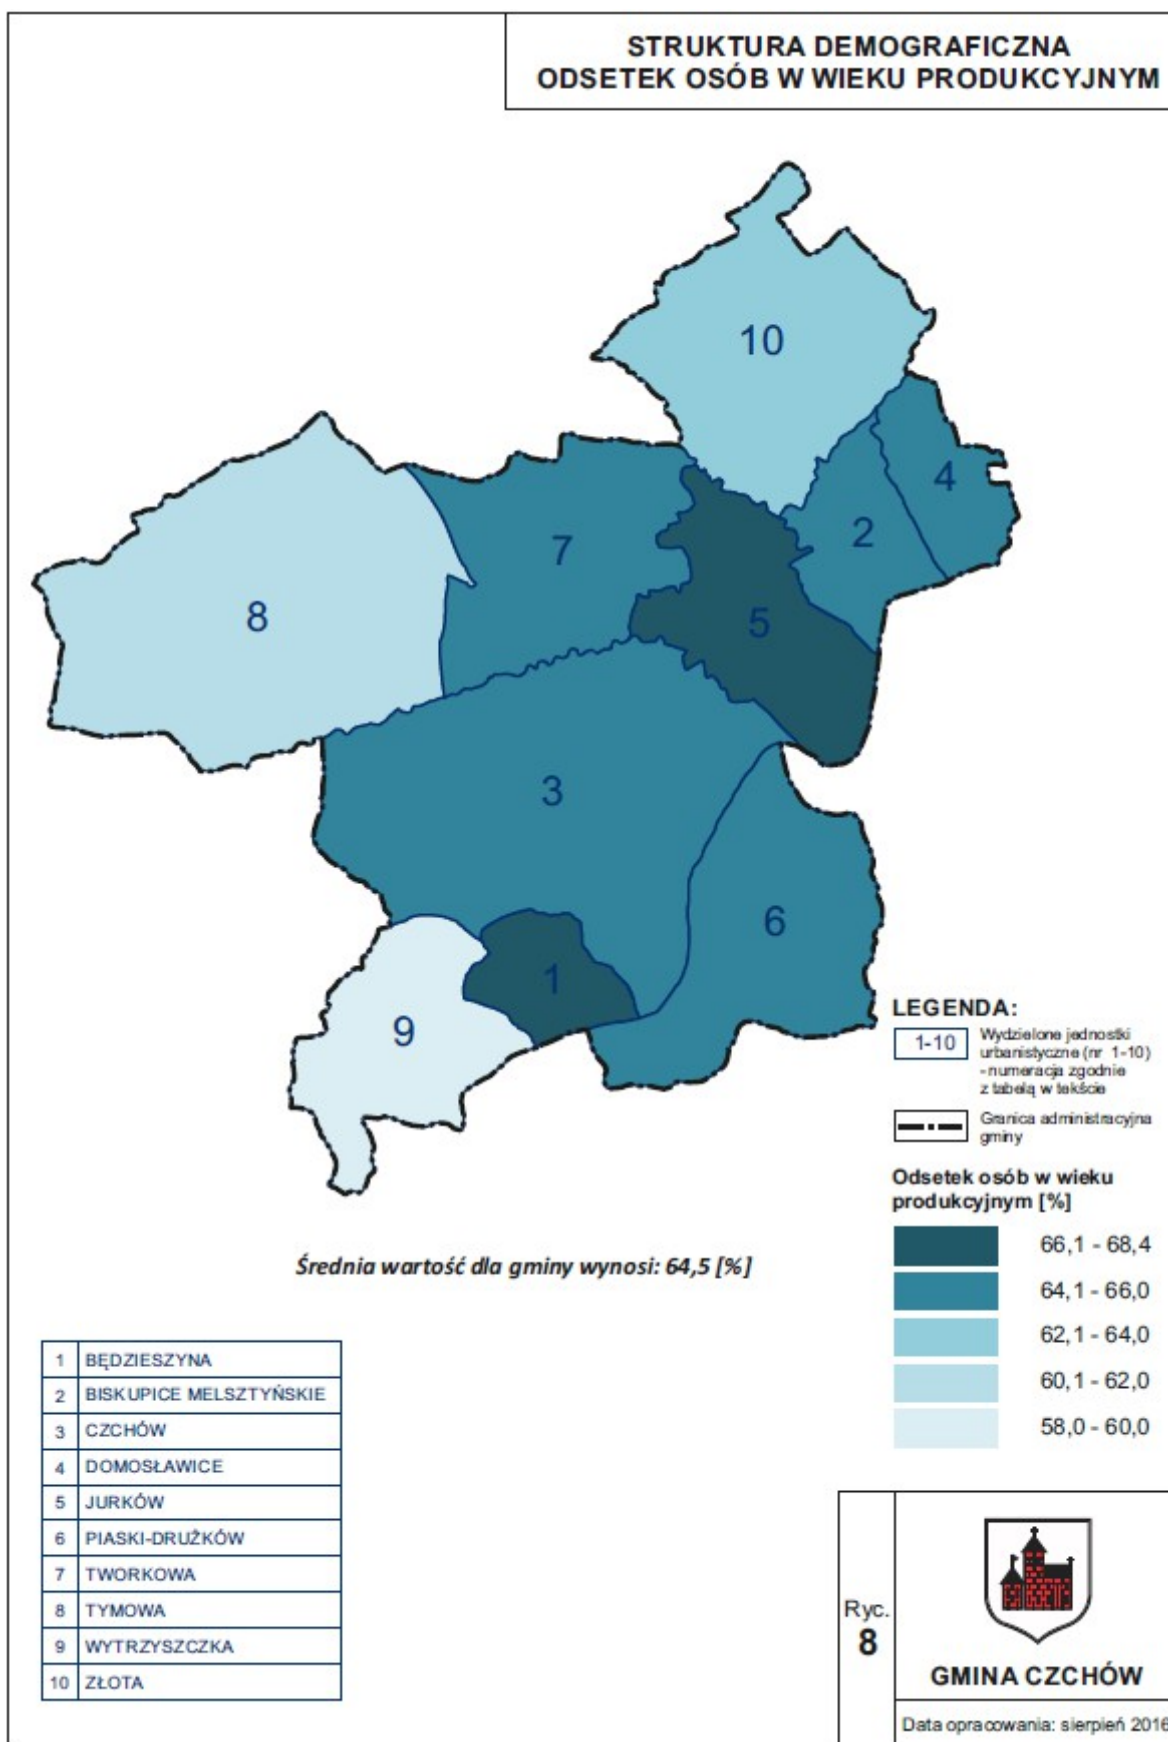 STRUKTURA DEMOGRAFICZNA
ODSETEK OSÓB W WIEKU PRODUKCYJNYM
10
4
2
7
8
5
3
6
1
9
LEGENDA:
1-10
Wydzielone jednostki
urbanistyczne (nr 1-10)
- numeracja zgodnie
z tabelą w tekście
Granica administracyjna
gminy
Odsetek osób w wieku
produkcyjnym [%]
66,1 - 68,4
64,1 - 66,0
62,1 - 64,0
60,1 - 62,0
58,0 - 60,0
Średnia wartość dla gminy wynosi: 64,5 [%]
1 BĘDZIESZYNA
2 BISKUPICE MELSZTYŃSKIE
3 CZCHÓW
4 DOMOSŁAWICE
5 JURKÓW
6 PIASKI-DRUŻKÓW
7 TWORKOWA
8 TYMOWA
9 WYTRZYSZCZKA
10 ZŁOTA
Ryc.
8
GMINA CZCHÓW
Data opracowania: sierpień 2016